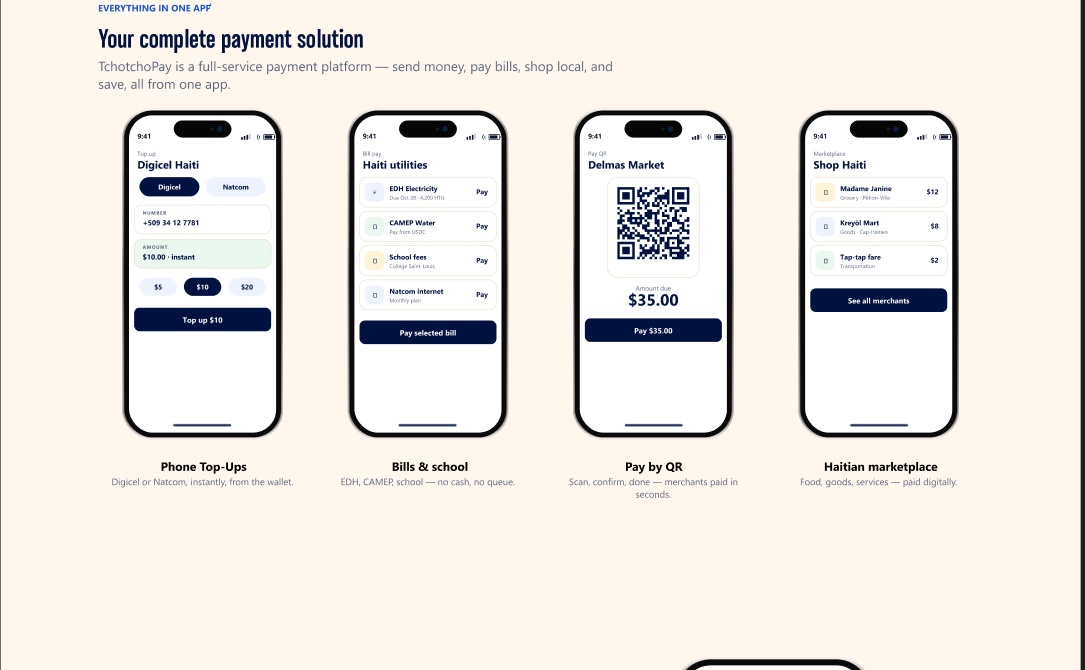 EVERYTHING IN ONE APP
Your complete payment solution
TchotchoPay is a full-service payment platform — send money, pay bills, shop local, and
save, all from one app.
9:41
Top up
Digicel Haiti
Digicel
Natcom
NUMBER
+509 34 12 7781
AMOUNT
$10.00 · instant
$5
$10
$20
Top up $10
9:41
Bill pay
Haiti utilities
EDH Electricity
Due Oct 28 · 4,200 HTG
Pay
CAMEP Water
Pay from USDC
Pay
School fees
College Saint-Louis
Pay
Natcom internet
Monthly plan
Pay
Pay selected bill
9:41
Pay QR
Delmas Market
Amount due
$35.00
Pay $35.00
9:41
Marketplace
Shop Haiti
Madame Janine
Grocery · Pétion-Ville
$12
Kreyòl Mart
Goods · Cap-Haïtien
$8
Tap-tap fare
Transportation
$2
See all merchants
Phone Top-Ups
Digicel or Natcom, instantly, from the wallet.
Bills & school
EDH, CAMEP, school — no cash, no queue.
Pay by QR
Scan, confirm, done — merchants paid in
seconds.
Haitian marketplace
Food, goods, services — paid digitally.